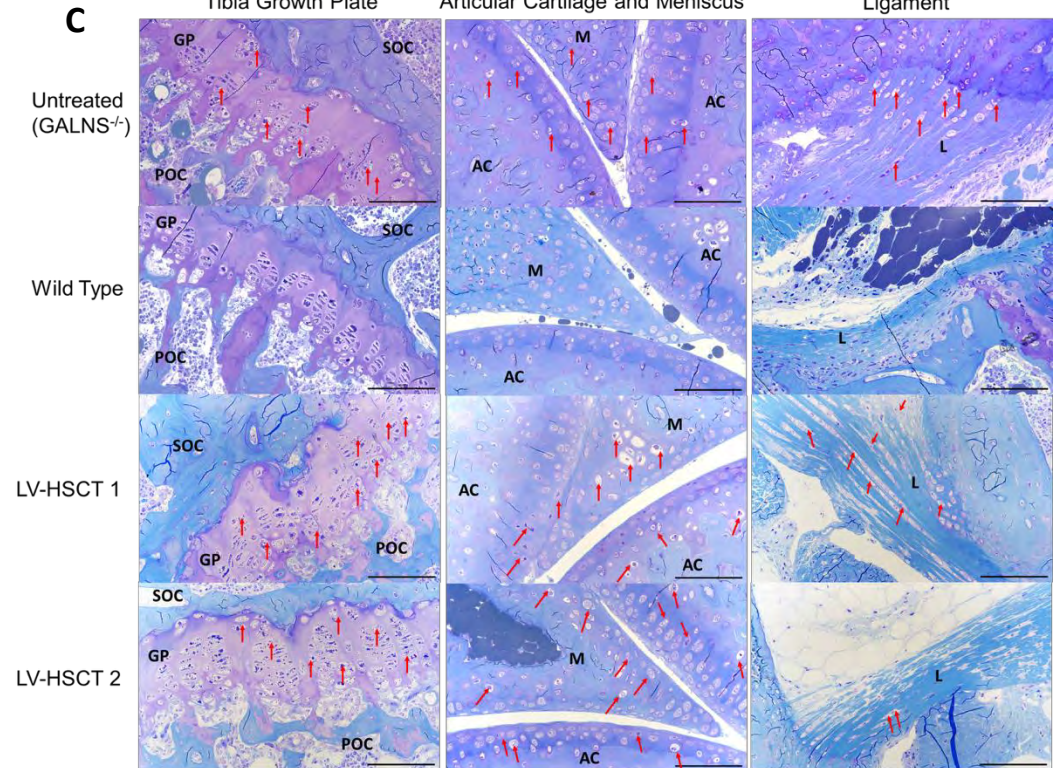 C
Tibia Growth Plate
Articular Cartilage and Meniscus
Ligament
Untreated
(GALNS-/-)
GP
SOC
POC
M
AC
AC
L
Wild Type
GP
SOC
POC
M
AC
AC
L
LV-HSCT 1
SOC
GP
POC
AC
M
AC
L
LV-HSCT 2
SOC
GP
POC
M
AC
L